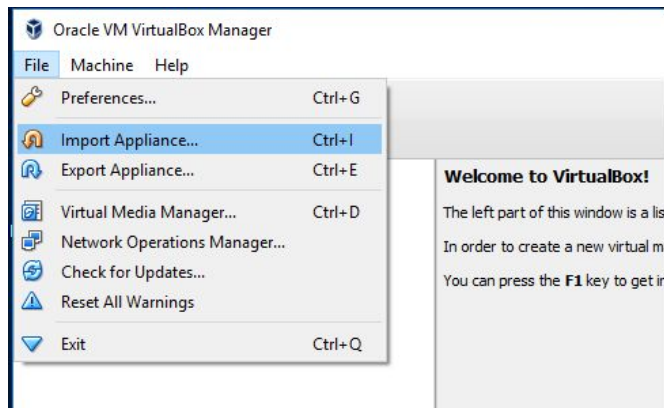 Oracle VM VirtualBox Manager
File Machine Help
Preferences... Ctrl+G
Import Appliance... Ctrl+I
Export Appliance... Ctrl+E
Virtual Media Manager... Ctrl+D
Network Operations Manager...
Check for Updates...
Reset All Warnings
Exit Ctrl+Q
Welcome to VirtualBox!
The left part of this window is a lis
In order to create a new virtual m
You can press the F1 key to get in